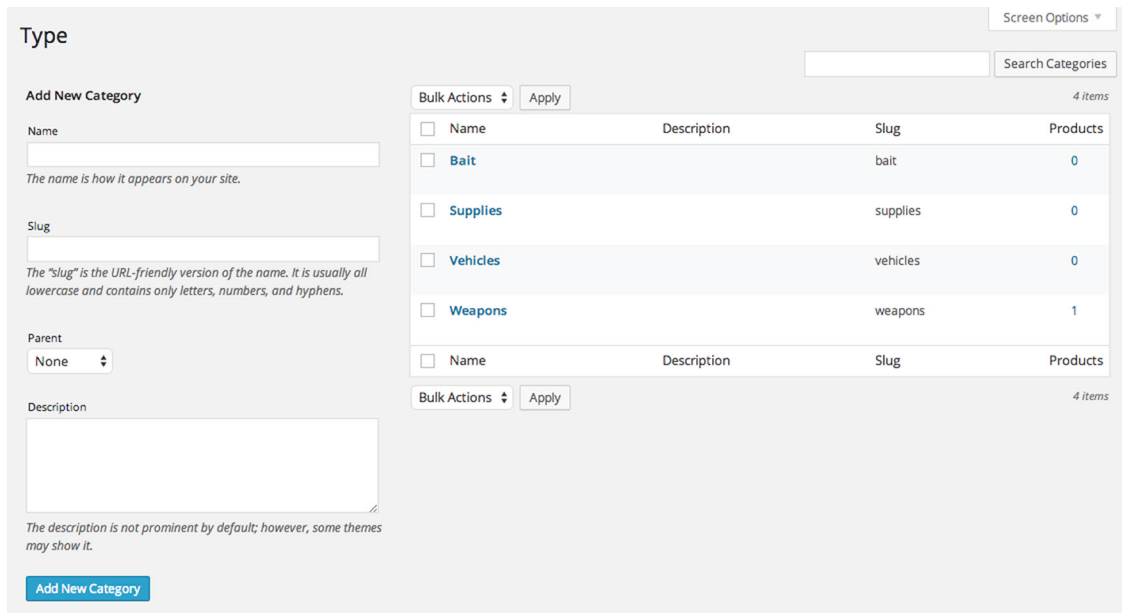 Screen Options
Type
Search Categories
Add New Category
Name
The name is how it appears on your site.
Slug
The “slug” is the URL-friendly version of the name. It is usually all
lowercase and contains only letters, numbers, and hyphens.
Parent
None
Description
The description is not prominent by default; however, some themes
may show it.
Add New Category
Bulk Actions Apply 4 items
Name Description Slug Products
Bait bait 0
Supplies supplies 0
Vehicles vehicles 0
Weapons weapons 1
Name Description Slug Products
Bulk Actions Apply 4 items